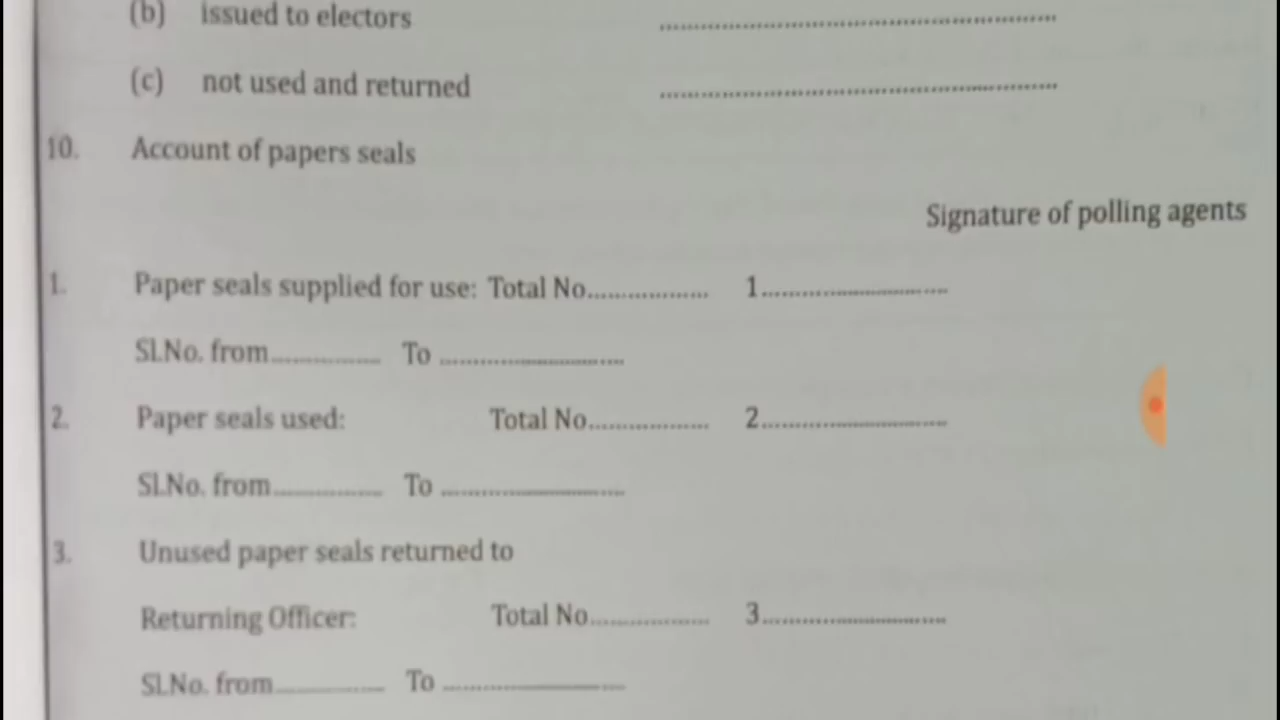 (b) issued to electors ........................................
(c) not used and returned ........................................
10. Account of papers seals
Signature of polling agents
1. Paper seals supplied for use: Total No.................. 1............................
Sl.No. from................ To ............................
2. Paper seals used: Total No.................. 2............................
Sl.No. from................ To ............................
3. Unused paper seals returned to
Returning Officer: Total No.................. 3............................
Sl.No. from................ To ............................